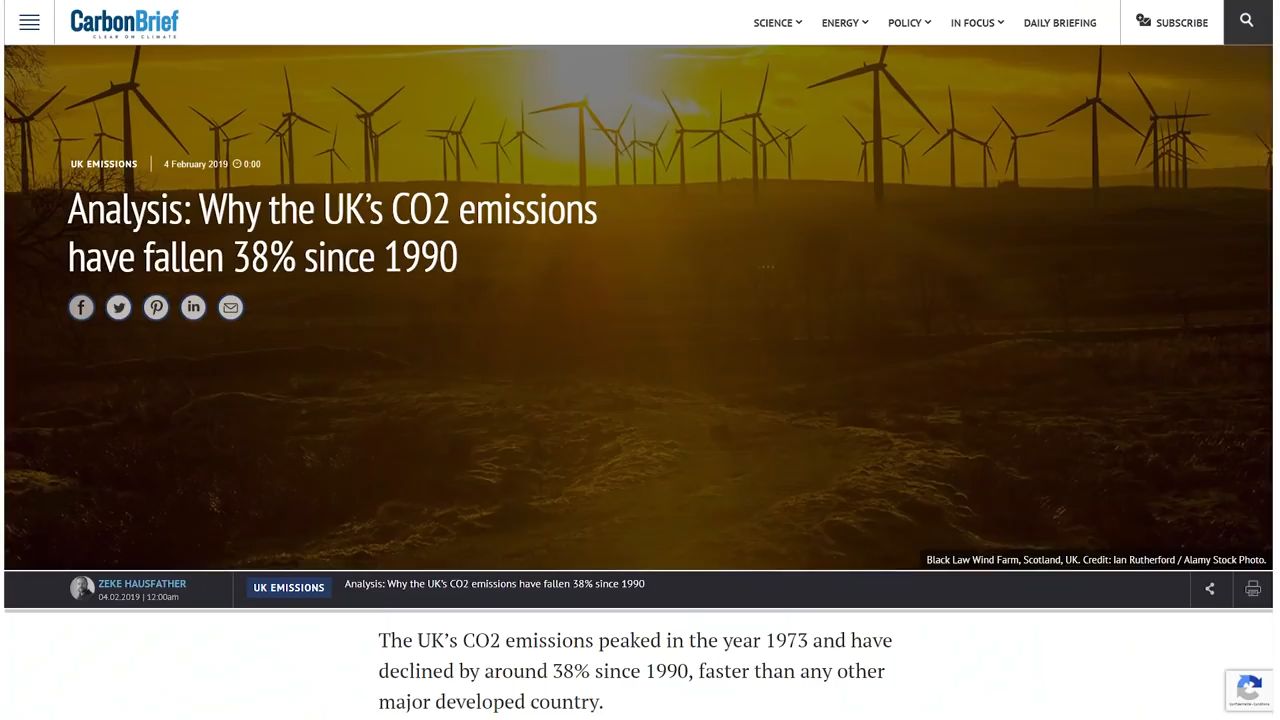 CarbonBrief
CLEAR ON CLIMATE
SCIENCE
ENERGY
POLICY
IN FOCUS
DAILY BRIEFING
SUBSCRIBE
UK EMISSIONS
4 February 2019 0:00
Analysis: Why the UK's CO2 emissions
have fallen 38% since 1990
Black Law Wind Farm, Scotland, UK. Credit: Ian Rutherford / Alamy Stock Photo.
ZEKE HAUSFATHER
04.02.2019 | 12:00am
UK EMISSIONS
Analysis: Why the UK's CO2 emissions have fallen 38% since 1990
The UK's CO2 emissions peaked in the year 1973 and have
declined by around 38% since 1990, faster than any other
major developed country.